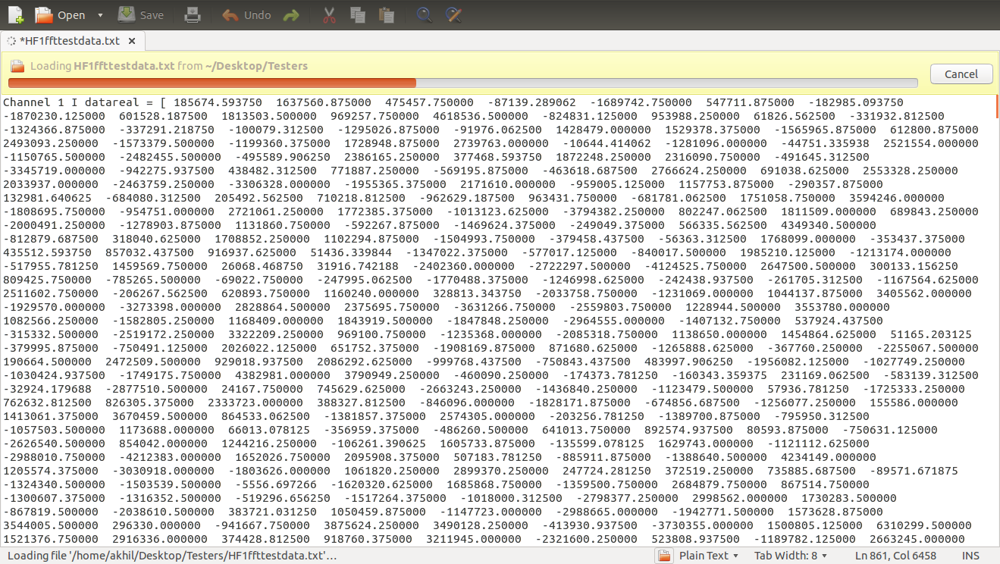 Open Save Undo
*HF1ffttestdata.txt
Loading HF1ffttestdata.txt from ~/Desktop/Testers
Cancel
Channel 1 I datareal = [ 185674.593750 1637560.875000 475457.750000 -87139.289062 -1689742.750000 547711.875000 -182985.093750
-1870230.125000 601528.187500 1813503.500000 969257.750000 4618536.500000 -824831.125000 953988.250000 61826.562500 -331932.812500
-1324366.875000 -337291.218750 -100079.312500 -1295026.875000 -91976.062500 1428479.000000 1529378.375000 -1565965.875000 612800.875000
2493093.250000 -1573379.500000 -1199360.375000 1728948.875000 2739763.000000 -10644.414062 -1281096.000000 -44751.335938 2521554.000000
-1150765.500000 -2482455.500000 -495589.906250 2386165.250000 377468.593750 1872248.250000 2316090.750000 -491645.312500
-3345719.000000 -942275.937500 438482.312500 771887.250000 -569195.875000 -463618.687500 2766624.250000 691038.625000 2553328.250000
2033937.000000 -2463759.250000 -3306328.000000 -1955365.375000 2171610.000000 -959005.125000 1157753.875000 -290357.875000
132981.640625 -684080.312500 205492.562500 710218.812500 -962629.187500 963431.750000 -681781.062500 1751058.750000 3594246.000000
-1808695.750000 -954751.000000 2721061.250000 1772385.375000 -1013123.625000 -3794382.250000 802247.062500 1811509.000000 689843.250000
-2000491.250000 -1278903.875000 1131860.750000 -592267.875000 -1469624.375000 -249049.375000 566335.562500 4349340.500000
-812879.687500 318040.625000 1708852.250000 1102294.875000 -1504993.750000 -379458.437500 -56363.312500 1768099.000000 -353437.375000
435512.593750 857032.437500 916937.625000 51436.339844 -1347022.375000 -577017.125000 -840017.500000 1985210.125000 -1213174.000000
-517955.781250 1459569.750000 26068.468750 31916.742188 -2402360.000000 -2722297.500000 -4124525.750000 2647500.500000 300133.156250
809425.750000 -785265.500000 -69022.750000 -247995.062500 -1770488.375000 -1246998.625000 -242438.937500 -261705.312500 -1167564.625000
2511602.750000 -206267.562500 620893.750000 1160240.000000 328813.343750 -2033758.750000 -1231069.000000 1044137.875000 3405562.000000
-1929570.000000 -3273398.000000 2828864.500000 2375695.750000 -3631266.750000 -2559803.750000 1228944.500000 3553780.000000
1082566.250000 -1582805.250000 1168409.000000 1843919.500000 -1847848.250000 -2964555.000000 -1407132.750000 537924.437500
-315332.500000 -2519172.250000 3322209.250000 969100.750000 -1235368.000000 -2085318.750000 1138650.000000 1454864.625000 51165.203125
-379995.875000 -750491.125000 2026022.125000 651752.375000 -1908169.875000 871680.625000 -1265888.625000 -367760.250000 -2255067.500000
190664.500000 2472509.500000 929018.937500 2086292.625000 -999768.437500 -750843.437500 483997.906250 -1956082.125000 -1027749.250000
-1030424.937500 -1749175.750000 4382981.000000 3790949.250000 -460090.250000 -174373.781250 -160343.359375 231169.062500 -583139.312500
-32924.179688 -2877510.500000 24167.750000 745629.625000 -2663243.250000 -1436840.250000 -1123479.500000 57936.781250 -1725333.250000
762632.812500 826305.375000 2333723.000000 388327.812500 -846096.000000 -1828171.875000 -674856.687500 -1256077.250000 155586.000000
1413061.375000 3670459.500000 864533.062500 -1381857.375000 2574305.000000 -203256.781250 -1389700.875000 -795950.312500
-1057503.500000 1173688.000000 66013.078125 -356959.375000 -486260.500000 641013.750000 892574.937500 80593.875000 -750631.125000
-2626540.500000 854042.000000 1244216.250000 -106261.390625 1605733.875000 -135599.078125 1629743.000000 -1121112.625000
-2988010.750000 -4212383.000000 1652026.750000 2095908.375000 507183.781250 -885911.875000 -1388640.500000 4234149.000000
1205574.375000 -3030918.000000 -1803626.000000 1061820.250000 2899370.250000 247724.281250 372519.250000 735885.687500 -89571.671875
-1324340.500000 -1503539.500000 -5556.697266 -1620320.625000 1685868.750000 -1359500.750000 2684879.750000 867514.750000
-1300607.375000 -1316352.500000 -519296.656250 -1517264.375000 -1018000.312500 -2798377.250000 2998562.000000 1730283.500000
-867819.500000 -2038610.500000 383721.031250 1050459.875000 -1147723.000000 -2988665.000000 -1942771.500000 1573628.875000
3544005.500000 296330.000000 -941667.750000 3875624.250000 3490128.250000 -413930.937500 -3730355.000000 1500805.125000 6310299.500000
1521376.750000 2916336.000000 374428.812500 918760.375000 3211945.000000 -2321600.250000 523808.937500 -1189782.125000 2663245.000000
Loading file '/home/akhil/Desktop/Testers/HF1ffttestdata.txt'… Plain Text Tab Width: 8 Ln 861, Col 6458 INS